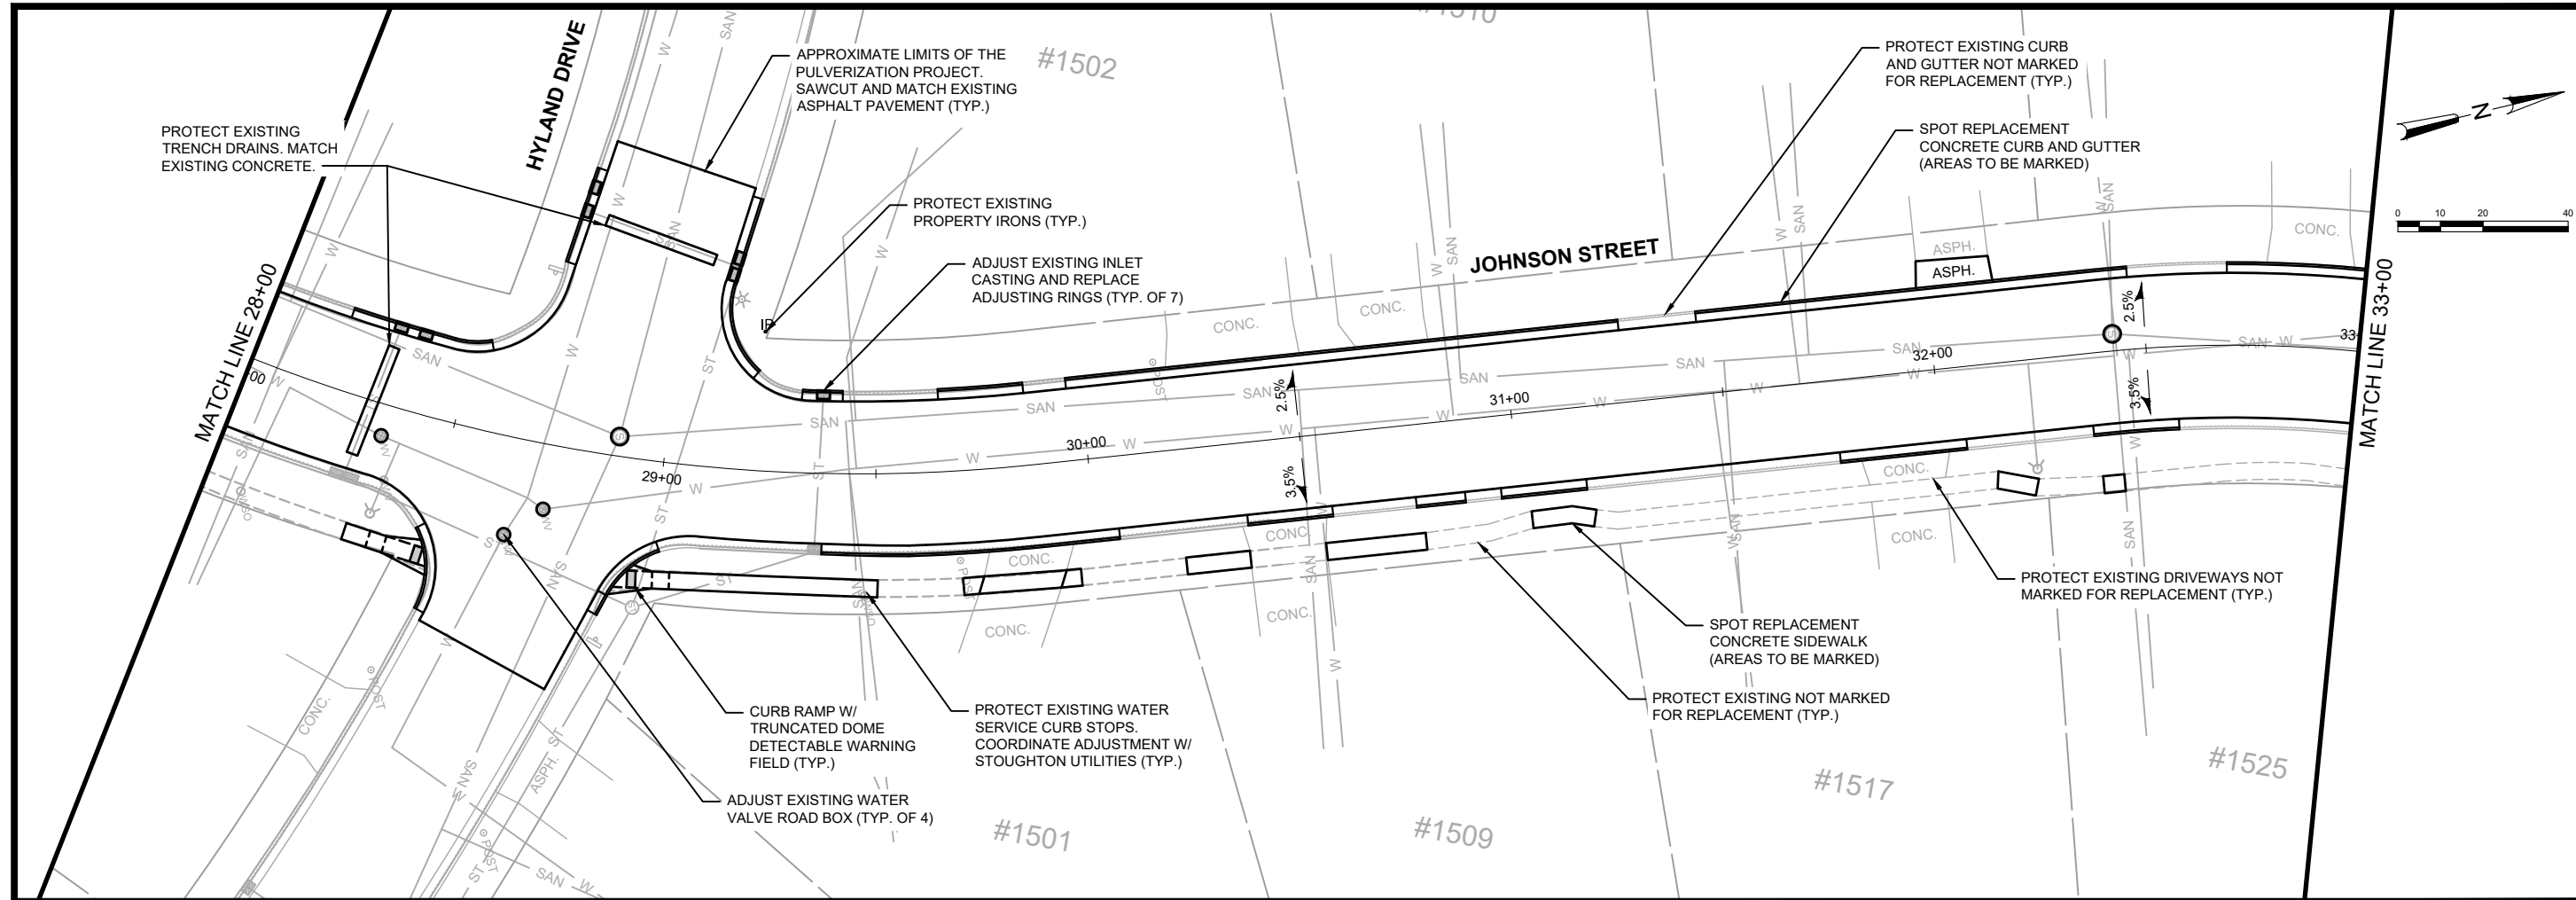 #1510
HYLAND DRIVE
#1502
APPROXIMATE LIMITS OF THE
PULVERIZATION PROJECT.
SAWCUT AND MATCH EXISTING
ASPHALT PAVEMENT (TYP.)
PROTECT EXISTING CURB
AND GUTTER NOT MARKED
FOR REPLACEMENT (TYP.)
PROTECT EXISTING
TRENCH DRAINS. MATCH
EXISTING CONCRETE.
SPOT REPLACEMENT
CONCRETE CURB AND GUTTER
(AREAS TO BE MARKED)
N
0 10 20 40
PROTECT EXISTING
PROPERTY IRONS (TYP.)
ADJUST EXISTING INLET
CASTING AND REPLACE
ADJUSTING RINGS (TYP. OF 7)
JOHNSON STREET
CONC.
CONC.
ASPH.
ASPH.
CONC.
MATCH LINE 28+00
MATCH LINE 33+00
SAN
W
ST
POST
2.5%
3.5%
2.5%
3.5%
29+00
30+00
31+00
32+00
CONC.
CONC.
CONC.
CONC.
CONC.
CONC.
POST
PROTECT EXISTING DRIVEWAYS NOT
MARKED FOR REPLACEMENT (TYP.)
SPOT REPLACEMENT
CONCRETE SIDEWALK
(AREAS TO BE MARKED)
PROTECT EXISTING NOT MARKED
FOR REPLACEMENT (TYP.)
CURB RAMP W/
TRUNCATED DOME
DETECTABLE WARNING
FIELD (TYP.)
PROTECT EXISTING WATER
SERVICE CURB STOPS.
COORDINATE ADJUSTMENT W/
STOUGHTON UTILITIES (TYP.)
ADJUST EXISTING WATER
VALVE ROAD BOX (TYP. OF 4)
CONC.
POST
ASPH.
POST
#1501
#1509
#1517
#1525